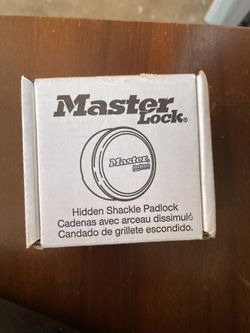 Master
Lock®
Master
Hidden Shackle Padlock
Cadenas avec arceau dissimulé
Candado de grillete escondido.